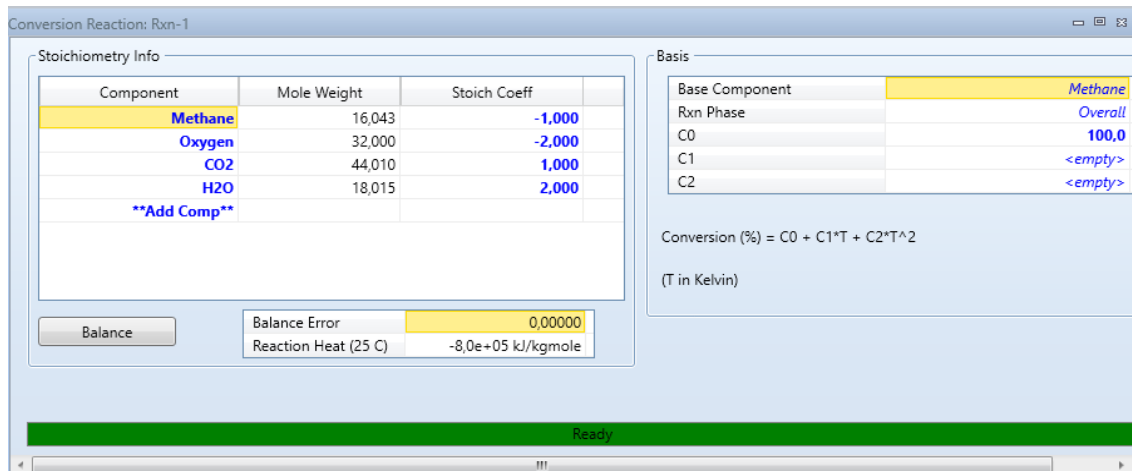 Conversion Reaction: Rxn-1
Stoichiometry Info
Component Mole Weight Stoich Coeff
Methane 16,043 -1,000
Oxygen 32,000 -2,000
CO2 44,010 1,000
H2O 18,015 2,000
**Add Comp**
Balance
Balance Error 0,00000
Reaction Heat (25 C) -8,0e+05 kJ/kgmole
Basis
Base Component Methane
Rxn Phase Overall
C0 100,0
C1 <empty>
C2 <empty>
Conversion (%) = C0 + C1*T + C2*T^2
(T in Kelvin)
Ready